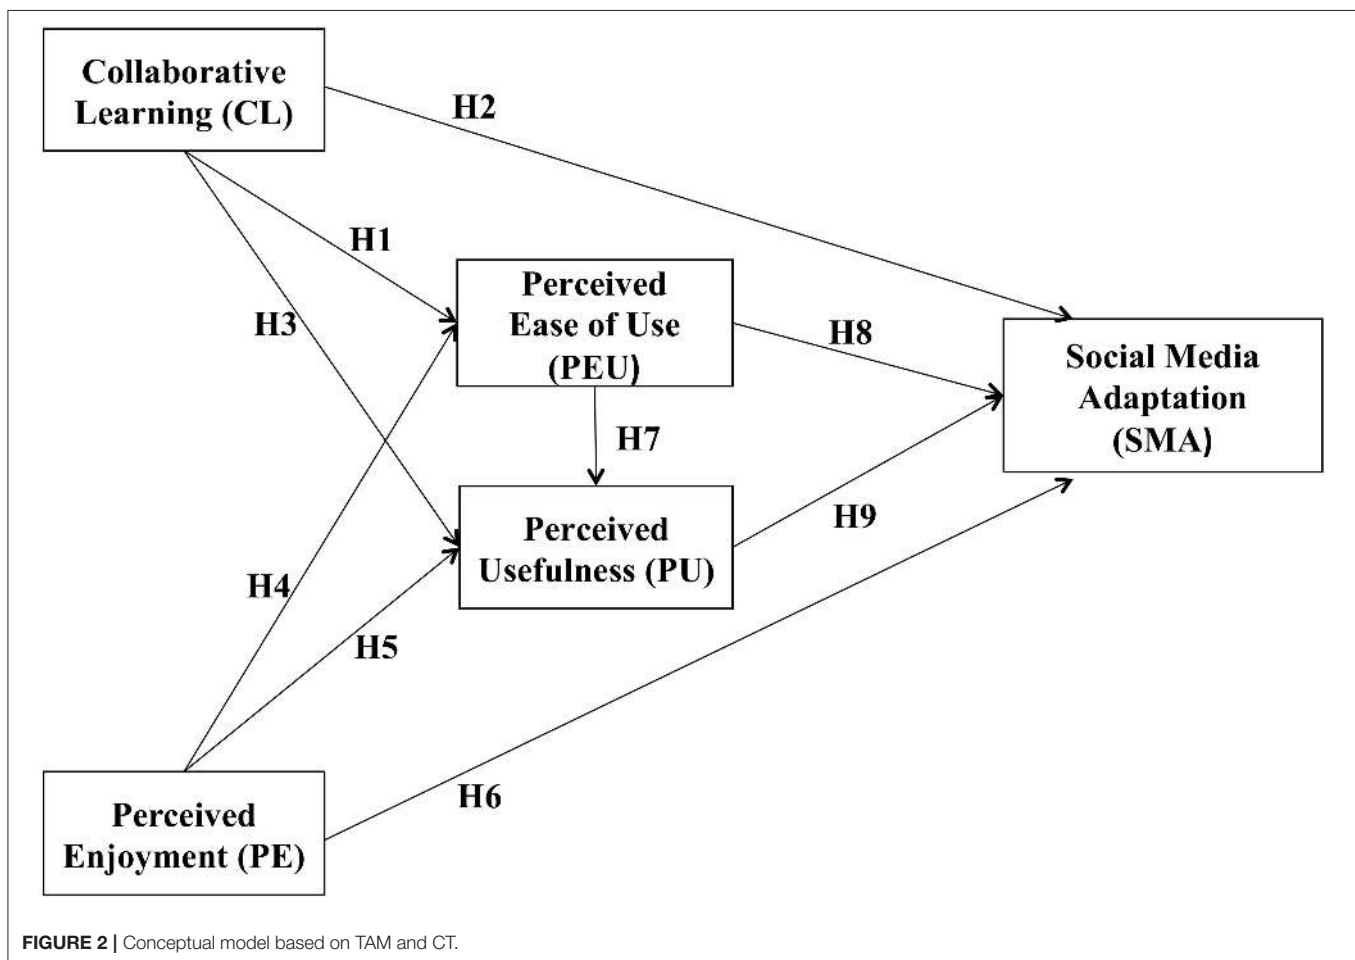 Collaborative
Learning (CL)
H2
H1
H3
Perceived
Ease of Use
(PEU)
H8
Social Media
Adaptation
(SMA)
H7
H4
Perceived
Usefulness (PU)
H9
H5
H6
Perceived
Enjoyment (PE)
FIGURE 2 | Conceptual model based on TAM and CT.